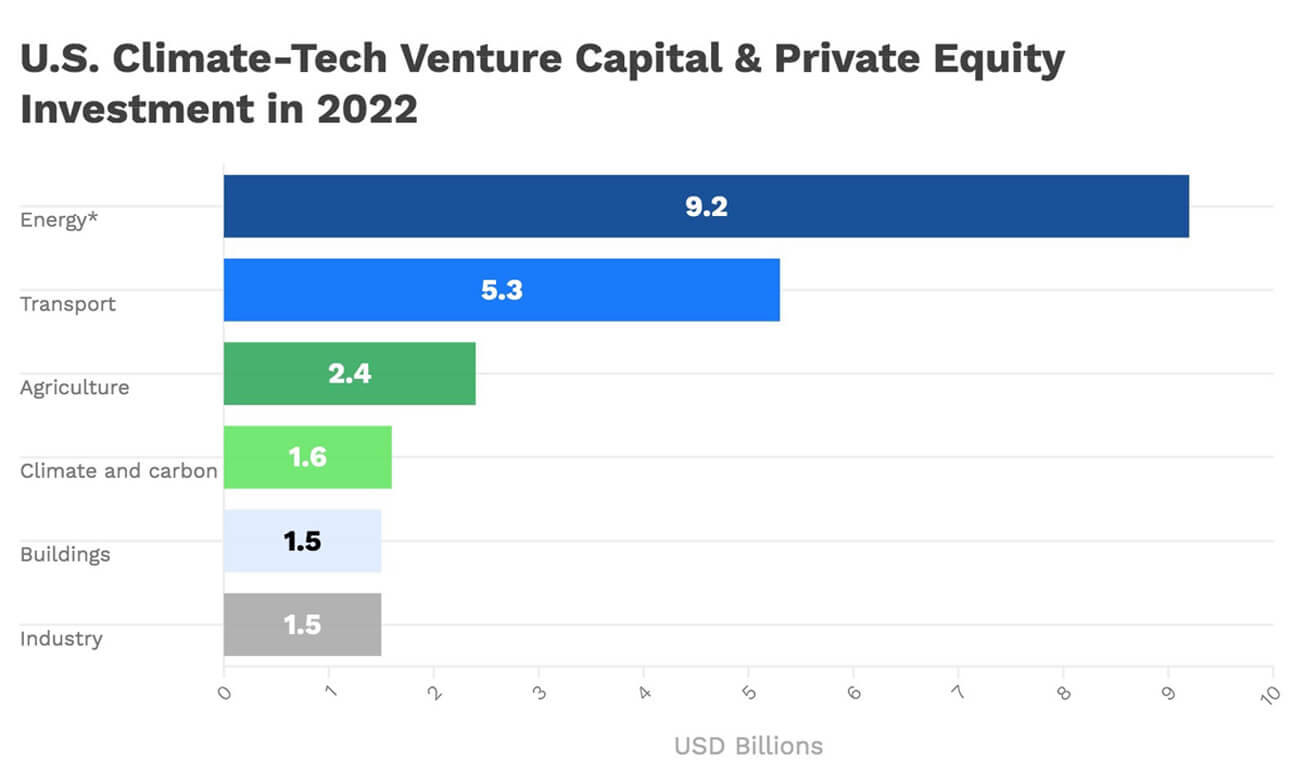 U.S. Climate-Tech Venture Capital & Private Equity
Investment in 2022
Energy*
9.2
Transport
5.3
Agriculture
2.4
Climate and carbon
1.6
Buildings
1.5
Industry
1.5
0 1 2 3 4 5 6 7 8 9 10
USD Billions